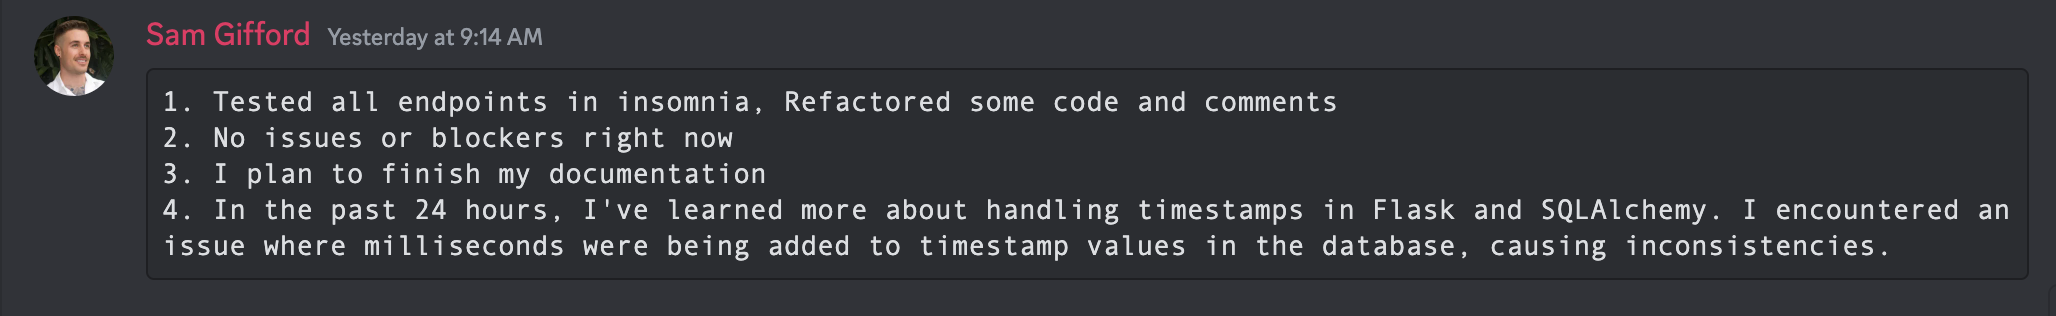 Sam Gifford Yesterday at 9:14 AM
1. Tested all endpoints in insomnia, Refactored some code and comments
2. No issues or blockers right now
3. I plan to finish my documentation
4. In the past 24 hours, I've learned more about handling timestamps in Flask and SQLAlchemy. I encountered an
issue where milliseconds were being added to timestamp values in the database, causing inconsistencies.